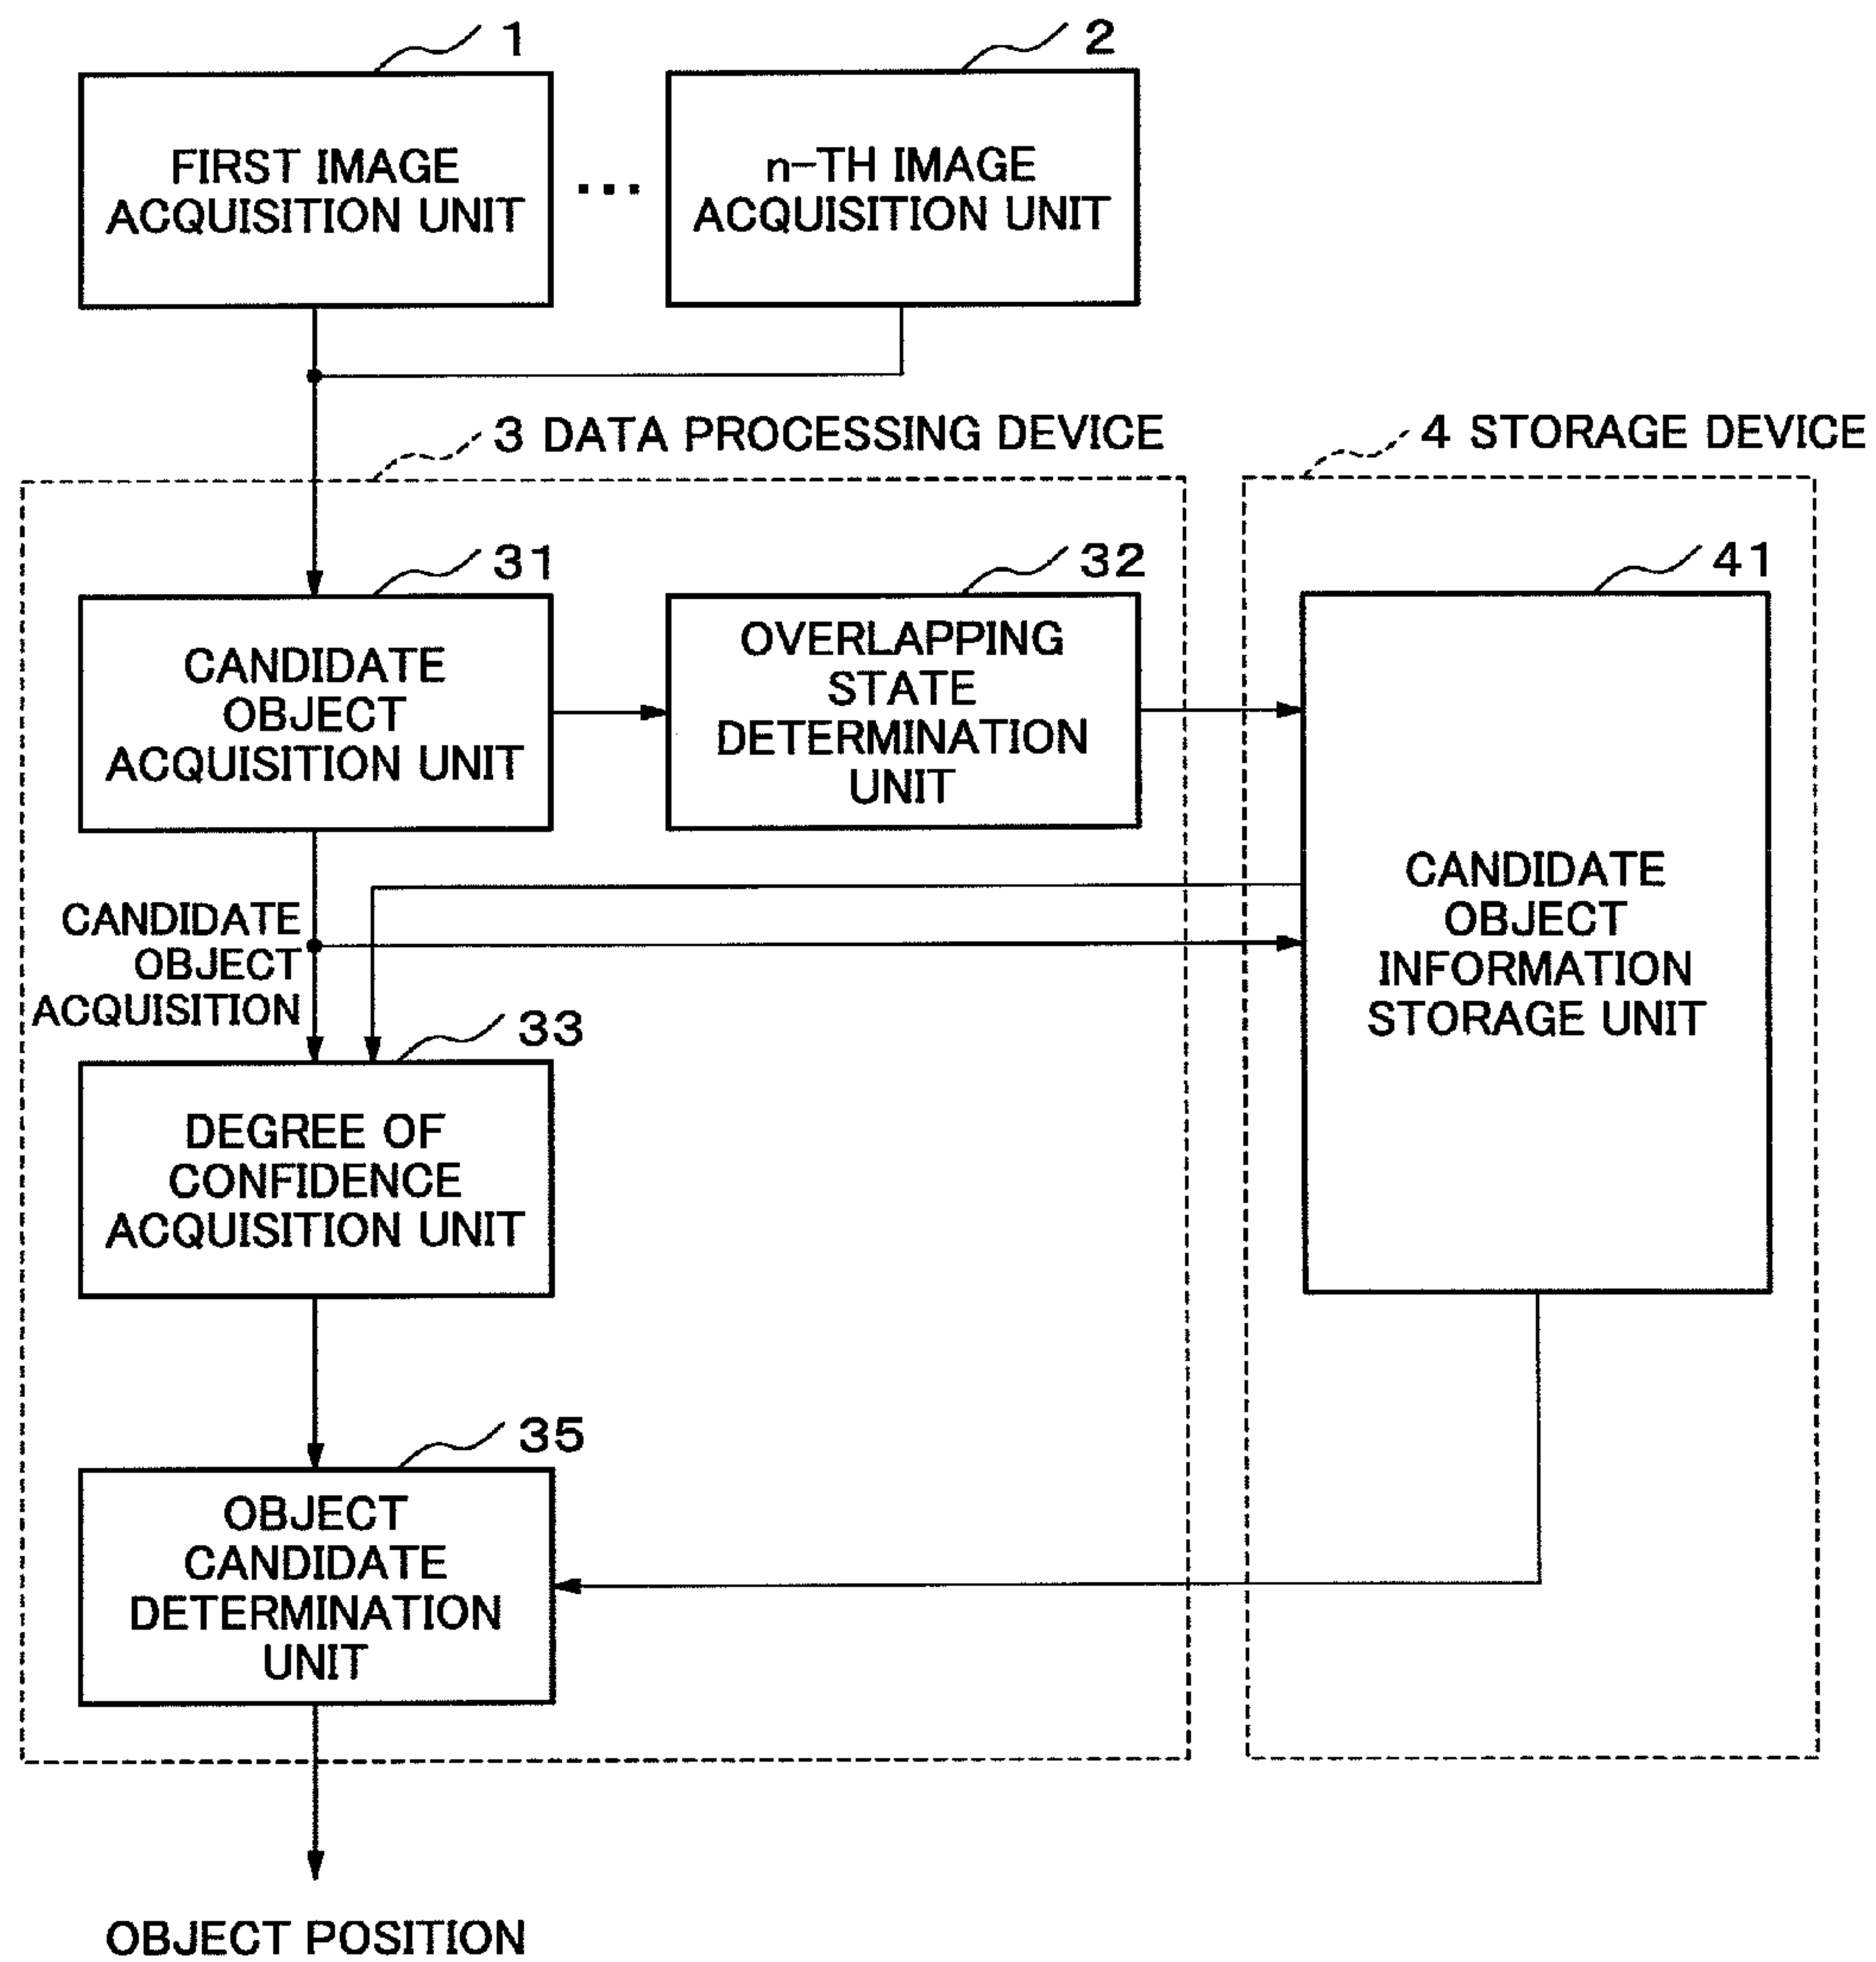 1
2
FIRST IMAGE
ACQUISITION UNIT
...
n-TH IMAGE
ACQUISITION UNIT
3 DATA PROCESSING DEVICE
4 STORAGE DEVICE
31
32
41
CANDIDATE
OBJECT
ACQUISITION UNIT
OVERLAPPING
STATE
DETERMINATION
UNIT
CANDIDATE
OBJECT
INFORMATION
STORAGE UNIT
CANDIDATE
OBJECT
ACQUISITION
33
DEGREE OF
CONFIDENCE
ACQUISITION UNIT
35
OBJECT
CANDIDATE
DETERMINATION
UNIT
OBJECT POSITION